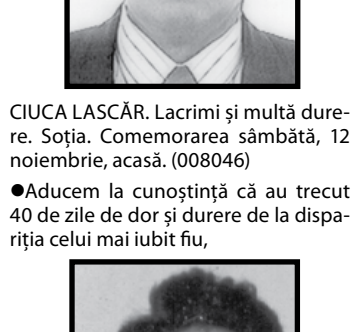 CIUCA LASCĂR. Lacrimi și multă dure-
re. Soția. Comemorarea sâmbătă, 12
noiembrie, acasă. (008046)
●Aducem la cunoștință că au trecut
40 de zile de dor și durere de la dispa-
riția celui mai iubit fiu,